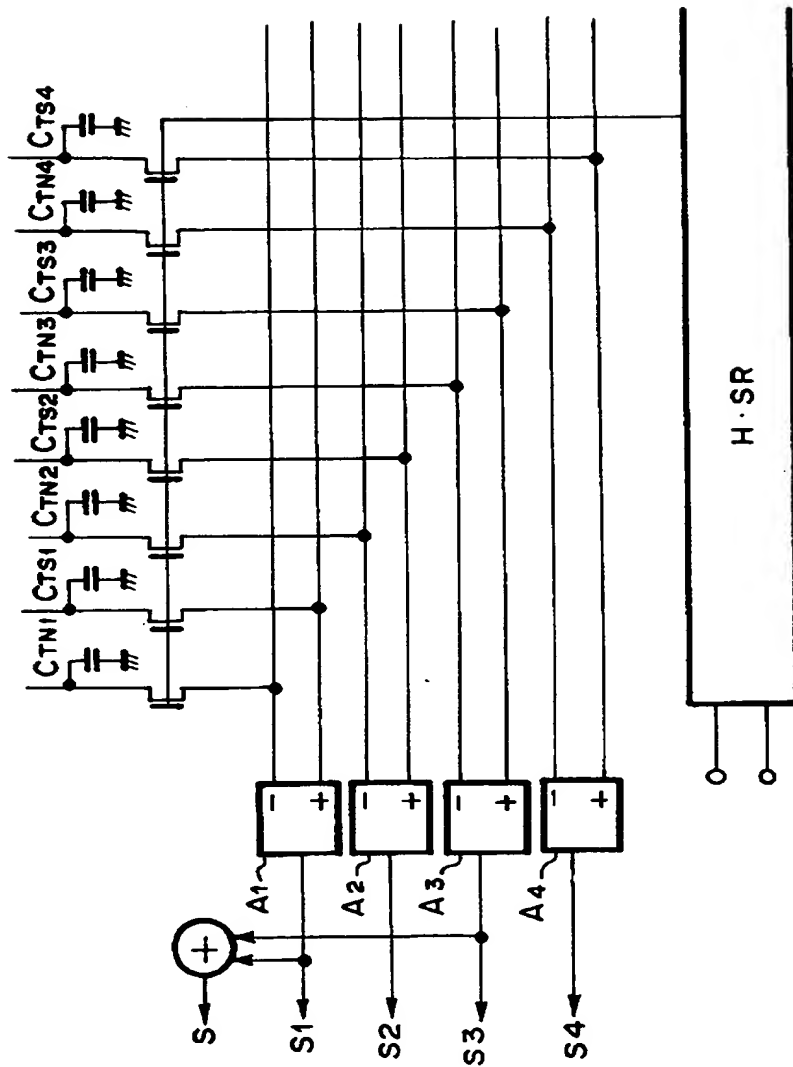 CTN1
CTS1
CTN2
CTS2
CTN3
CTS3
CTN4
CTS4
- +
- +
- +
- +
A1
A2
A3
A4
+
S
S1
S2
S3
S4
H·SR